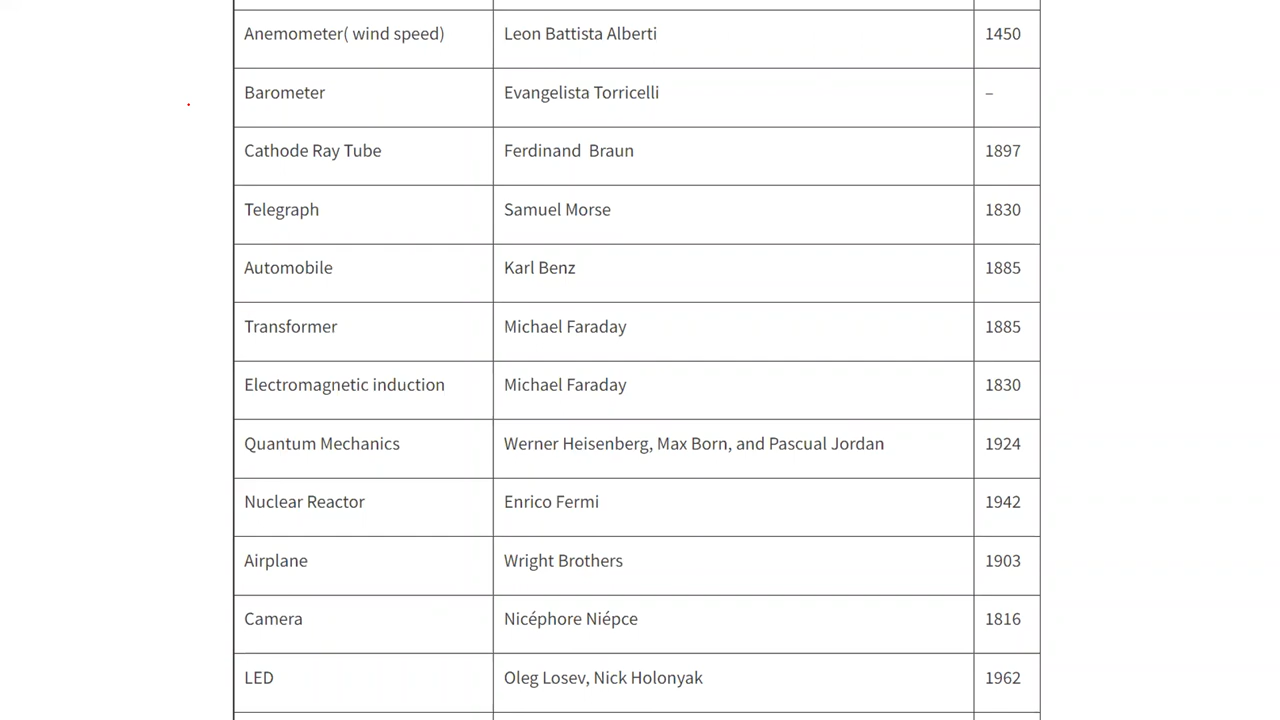 Anemometer( wind speed) Leon Battista Alberti 1450
Barometer Evangelista Torricelli –
Cathode Ray Tube Ferdinand  Braun 1897
Telegraph Samuel Morse 1830
Automobile Karl Benz 1885
Transformer Michael Faraday 1885
Electromagnetic induction Michael Faraday 1830
Quantum Mechanics Werner Heisenberg, Max Born, and Pascual Jordan 1924
Nuclear Reactor Enrico Fermi 1942
Airplane Wright Brothers 1903
Camera Nicéphore Niépce 1816
LED Oleg Losev, Nick Holonyak 1962